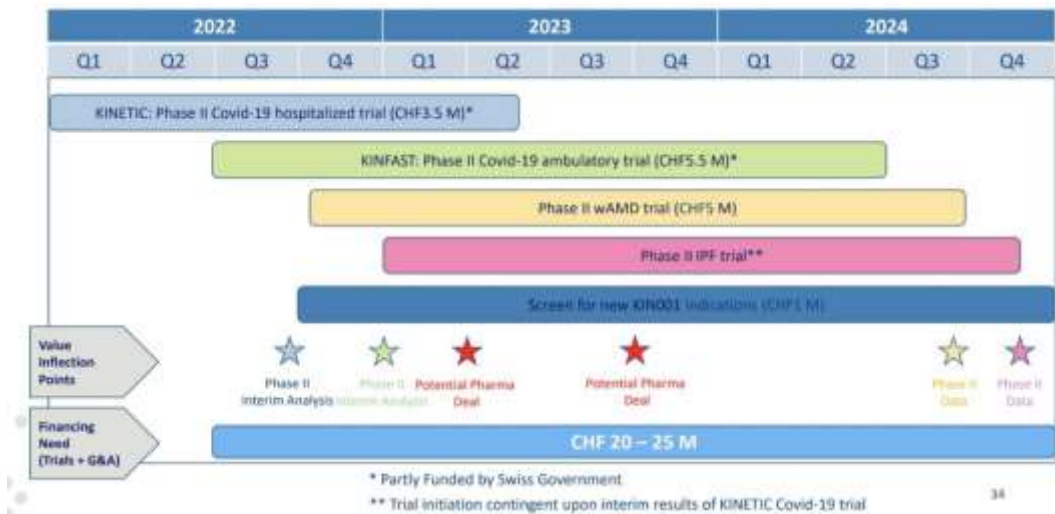 2022 2023 2024
Q1 Q2 Q3 Q4 Q1 Q2 Q3 Q4 Q1 Q2 Q3 Q4
KINETIC: Phase II Covid-19 hospitalized trial (CHF3.5 M)*
KINFAST: Phase II Covid-19 ambulatory trial (CHF5.5 M)*
Phase II wAMD trial (CHF5 M)
Phase II IPF trial**
Screen for new KIN001 indications (CHF1 M)
Value
Inflection
Points
Phase II
Interim Analysis
Phase II
Interim Analysis
Potential Pharma
Deal
Potential Pharma
Deal
Phase II
Data
Phase II
Data
Financing
Need
(Trials + G&A)
CHF 20 – 25 M
* Partly Funded by Swiss Government
** Trial initiation contingent upon interim results of KINETIC Covid-19 trial
34